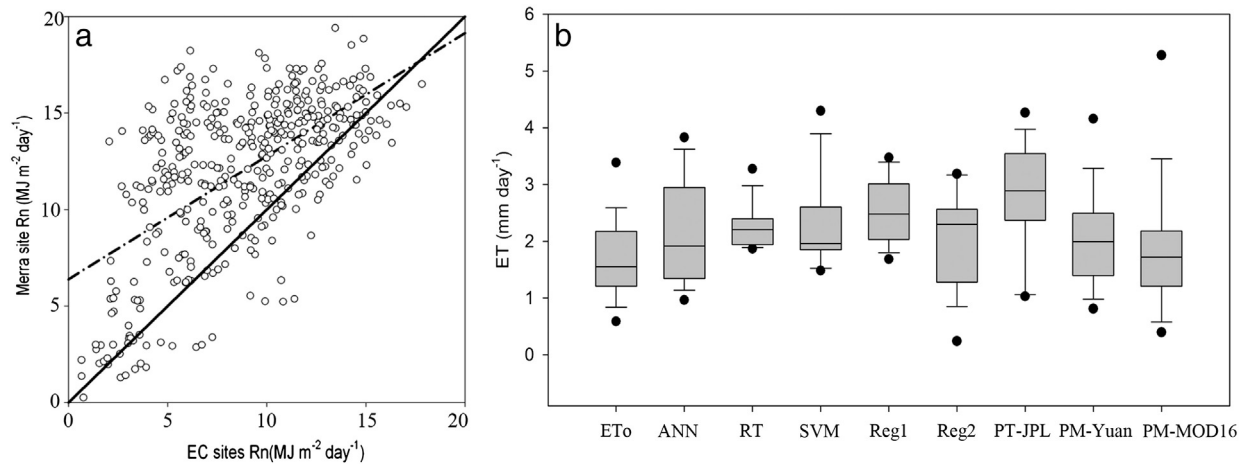 a
20
15
10
5
0
Merra site Rn (MJ m⁻² day⁻¹)
0 5 10 15 20
EC sites Rn(MJ m⁻² day⁻¹)
b
6
5
4
3
2
1
0
ET (mm day⁻¹)
ETo ANN RT SVM Reg1 Reg2 PT-JPL PM-Yuan PM-MOD16